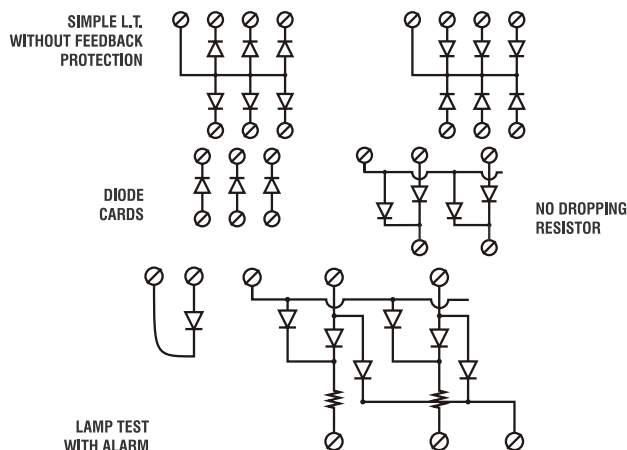 SIMPLE L.T.
WITHOUT FEEDBACK
PROTECTION
DIODE
CARDS
NO DROPPING
RESISTOR
LAMP TEST
WITH ALARM